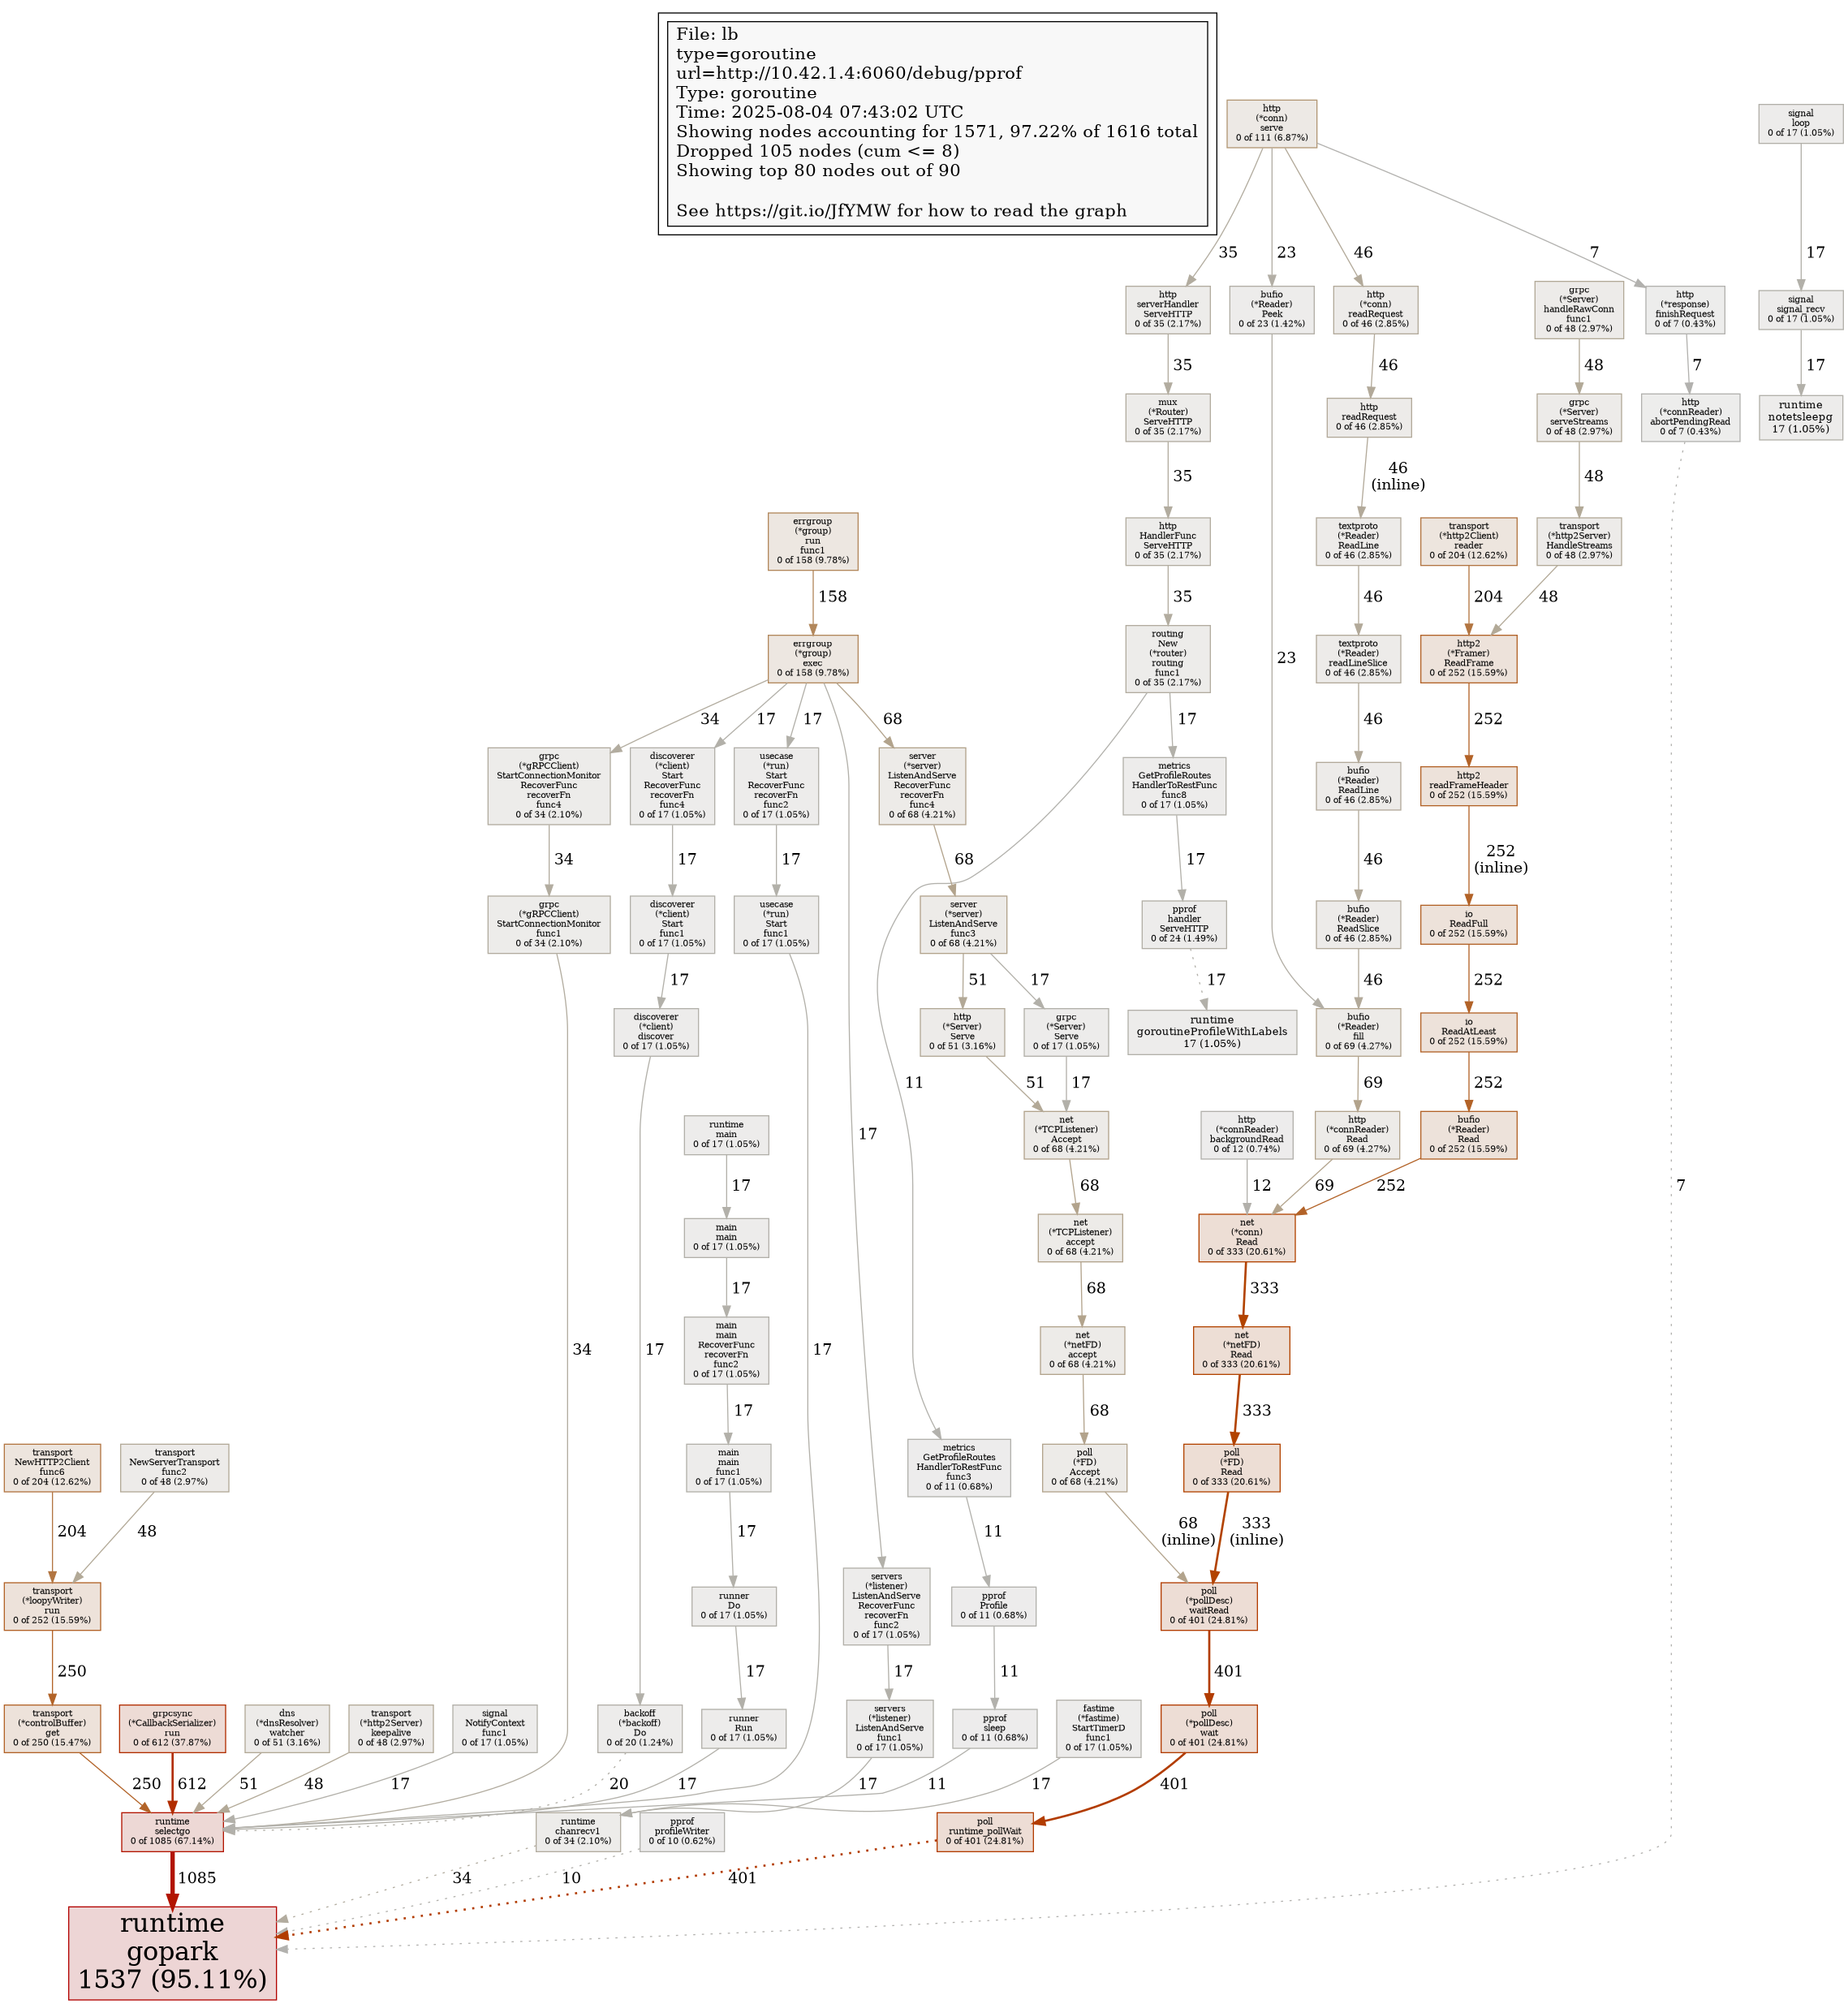 File: lb
type=goroutine
url=http://10.42.1.4:6060/debug/pprof
Type: goroutine
Time: 2025-08-04 07:43:02 UTC
Showing nodes accounting for 1571, 97.22% of 1616 total
Dropped 105 nodes (cum <= 8)
Showing top 80 nodes out of 90
See https://git.io/JfYMW for how to read the graph
http
(*conn)
serve
0 of 111 (6.87%)
signal
loop
0 of 17 (1.05%)
35
23
46
7
17
http
serverHandler
ServeHTTP
0 of 35 (2.17%)
bufio
(*Reader)
Peek
0 of 23 (1.42%)
http
(*conn)
readRequest
0 of 46 (2.85%)
grpc
(*Server)
handleRawConn
func1
0 of 48 (2.97%)
http
(*response)
finishRequest
0 of 7 (0.43%)
signal
signal_recv
0 of 17 (1.05%)
35
46
48
7
17
mux
(*Router)
ServeHTTP
0 of 35 (2.17%)
http
readRequest
0 of 46 (2.85%)
grpc
(*Server)
serveStreams
0 of 48 (2.97%)
http
(*connReader)
abortPendingRead
0 of 7 (0.43%)
runtime
notetsleepg
17 (1.05%)
35
46
(inline)
48
errgroup
(*group)
run
func1
0 of 158 (9.78%)
http
HandlerFunc
ServeHTTP
0 of 35 (2.17%)
textproto
(*Reader)
ReadLine
0 of 46 (2.85%)
transport
(*http2Client)
reader
0 of 204 (12.62%)
transport
(*http2Server)
HandleStreams
0 of 48 (2.97%)
158
35
46
204
48
errgroup
(*group)
exec
0 of 158 (9.78%)
routing
New
(*router)
routing
func1
0 of 35 (2.17%)
23
textproto
(*Reader)
readLineSlice
0 of 46 (2.85%)
http2
(*Framer)
ReadFrame
0 of 252 (15.59%)
34
17
17
68
17
46
252
grpc
(*gRPCClient)
StartConnectionMonitor
RecoverFunc
recoverFn
func4
0 of 34 (2.10%)
discoverer
(*client)
Start
RecoverFunc
recoverFn
func4
0 of 17 (1.05%)
usecase
(*run)
Start
RecoverFunc
recoverFn
func2
0 of 17 (1.05%)
server
(*server)
ListenAndServe
RecoverFunc
recoverFn
func4
0 of 68 (4.21%)
metrics
GetProfileRoutes
HandlerToRestFunc
func8
0 of 17 (1.05%)
bufio
(*Reader)
ReadLine
0 of 46 (2.85%)
http2
readFrameHeader
0 of 252 (15.59%)
34
17
17
68
17
46
252
(inline)
grpc
(*gRPCClient)
StartConnectionMonitor
func1
0 of 34 (2.10%)
discoverer
(*client)
Start
func1
0 of 17 (1.05%)
usecase
(*run)
Start
func1
0 of 17 (1.05%)
server
(*server)
ListenAndServe
func3
0 of 68 (4.21%)
pprof
handler
ServeHTTP
0 of 24 (1.49%)
bufio
(*Reader)
ReadSlice
0 of 46 (2.85%)
io
ReadFull
0 of 252 (15.59%)
17
51
17
17
46
252
discoverer
(*client)
discover
0 of 17 (1.05%)
http
(*Server)
Serve
0 of 51 (3.16%)
grpc
(*Server)
Serve
0 of 17 (1.05%)
runtime
goroutineProfileWithLabels
17 (1.05%)
bufio
(*Reader)
fill
0 of 69 (4.27%)
io
ReadAtLeast
0 of 252 (15.59%)
11
51
17
69
252
runtime
main
0 of 17 (1.05%)
17
net
(*TCPListener)
Accept
0 of 68 (4.21%)
http
(*connReader)
backgroundRead
0 of 12 (0.74%)
http
(*connReader)
Read
0 of 69 (4.27%)
bufio
(*Reader)
Read
0 of 252 (15.59%)
17
68
12
69
252
7
main
main
0 of 17 (1.05%)
net
(*TCPListener)
accept
0 of 68 (4.21%)
net
(*conn)
Read
0 of 333 (20.61%)
17
68
333
34
17
main
main
RecoverFunc
recoverFn
func2
0 of 17 (1.05%)
17
net
(*netFD)
accept
0 of 68 (4.21%)
net
(*netFD)
Read
0 of 333 (20.61%)
17
68
333
transport
NewHTTP2Client
func6
0 of 204 (12.62%)
transport
NewServerTransport
func2
0 of 48 (2.97%)
main
main
func1
0 of 17 (1.05%)
metrics
GetProfileRoutes
HandlerToRestFunc
func3
0 of 11 (0.68%)
poll
(*FD)
Accept
0 of 68 (4.21%)
poll
(*FD)
Read
0 of 333 (20.61%)
204
48
17
11
68
(inline)
333
(inline)
transport
(*loopyWriter)
run
0 of 252 (15.59%)
runner
Do
0 of 17 (1.05%)
servers
(*listener)
ListenAndServe
RecoverFunc
recoverFn
func2
0 of 17 (1.05%)
pprof
Profile
0 of 11 (0.68%)
poll
(*pollDesc)
waitRead
0 of 401 (24.81%)
250
17
17
11
401
transport
(*controlBuffer)
get
0 of 250 (15.47%)
grpcsync
(*CallbackSerializer)
run
0 of 612 (37.87%)
dns
(*dnsResolver)
watcher
0 of 51 (3.16%)
transport
(*http2Server)
keepalive
0 of 48 (2.97%)
signal
NotifyContext
func1
0 of 17 (1.05%)
backoff
(*backoff)
Do
0 of 20 (1.24%)
runner
Run
0 of 17 (1.05%)
servers
(*listener)
ListenAndServe
func1
0 of 17 (1.05%)
pprof
sleep
0 of 11 (0.68%)
fastime
(*fastime)
StartTimerD
func1
0 of 17 (1.05%)
poll
(*pollDesc)
wait
0 of 401 (24.81%)
250
612
51
48
17
20
17
17
11
17
401
runtime
selectgo
0 of 1085 (67.14%)
runtime
chanrecv1
0 of 34 (2.10%)
pprof
profileWriter
0 of 10 (0.62%)
poll
runtime_pollWait
0 of 401 (24.81%)
1085
34
10
401
runtime
gopark
1537 (95.11%)